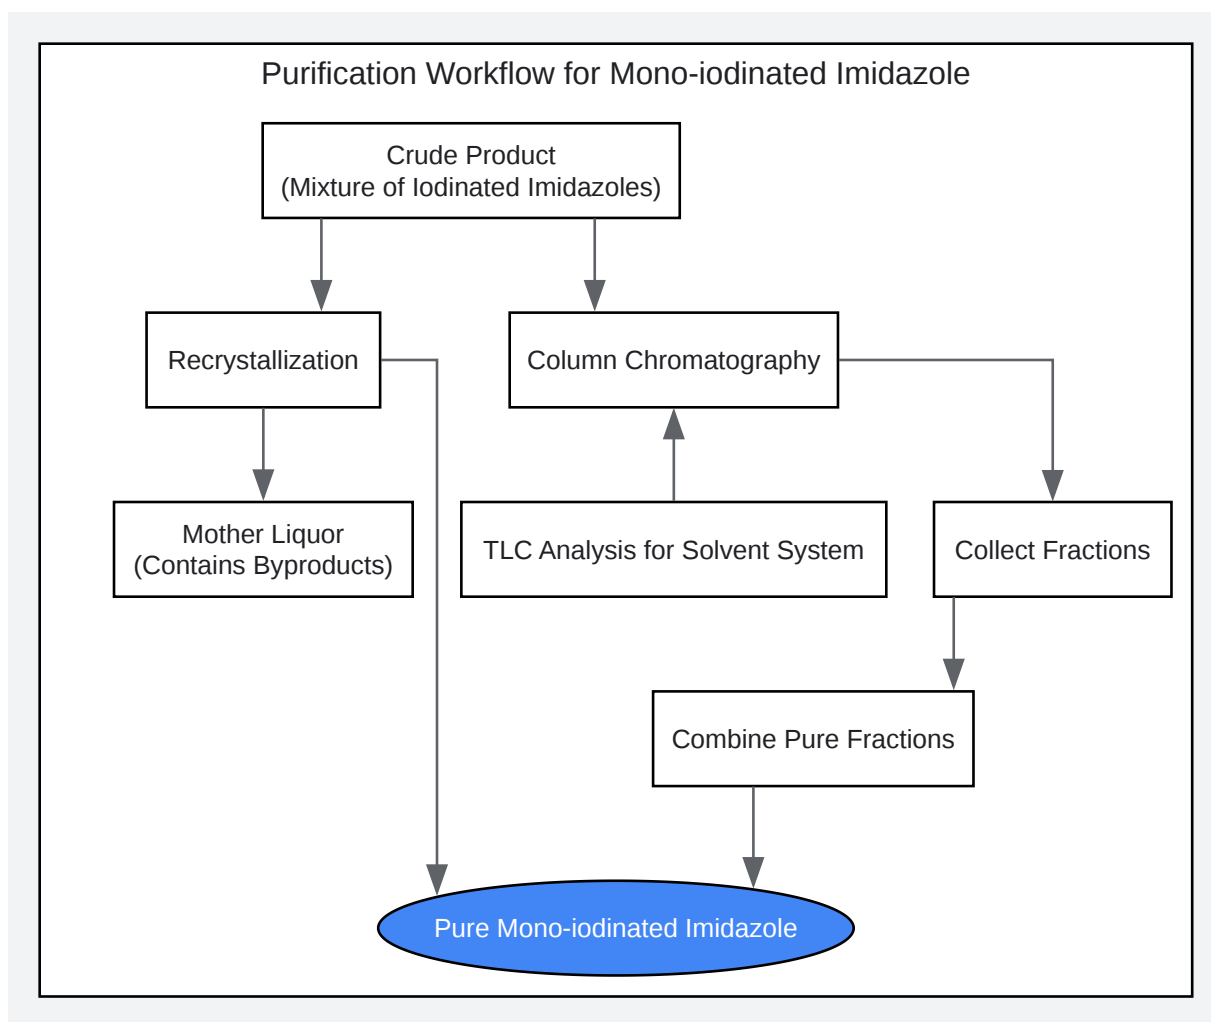 Purification Workflow for Mono-iodinated Imidazole
Crude Product
(Mixture of Iodinated Imidazoles)
Recrystallization
Column Chromatography
Mother Liquor
(Contains Byproducts)
TLC Analysis for Solvent System
Collect Fractions
Combine Pure Fractions
Pure Mono-iodinated Imidazole